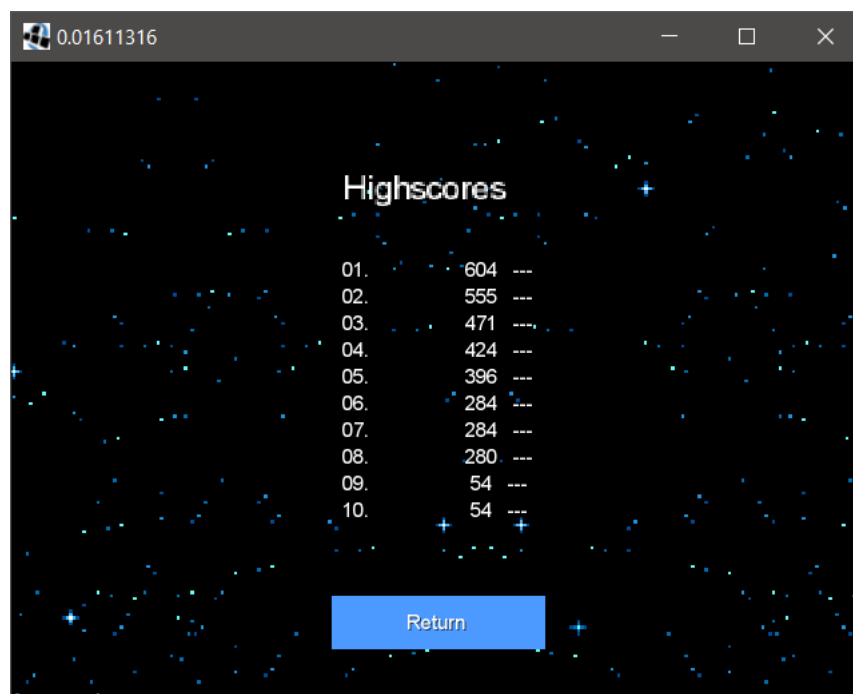 0.01611316
Highscores
01. 604 ---
02. 555 ---
03. 471 ---
04. 424 ---
05. 396 ---
06. 284 ---
07. 284 ---
08. 280 ---
09. 54 ---
10. 54 ---
Return